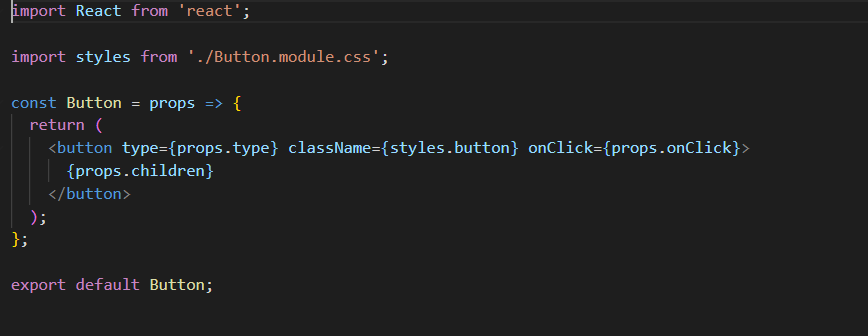 import React from 'react';
import styles from './Button.module.css';
const Button = props => {
return (
<button type={props.type} className={styles.button} onClick={props.onClick}>
{props.children}
</button>
);
};
export default Button;